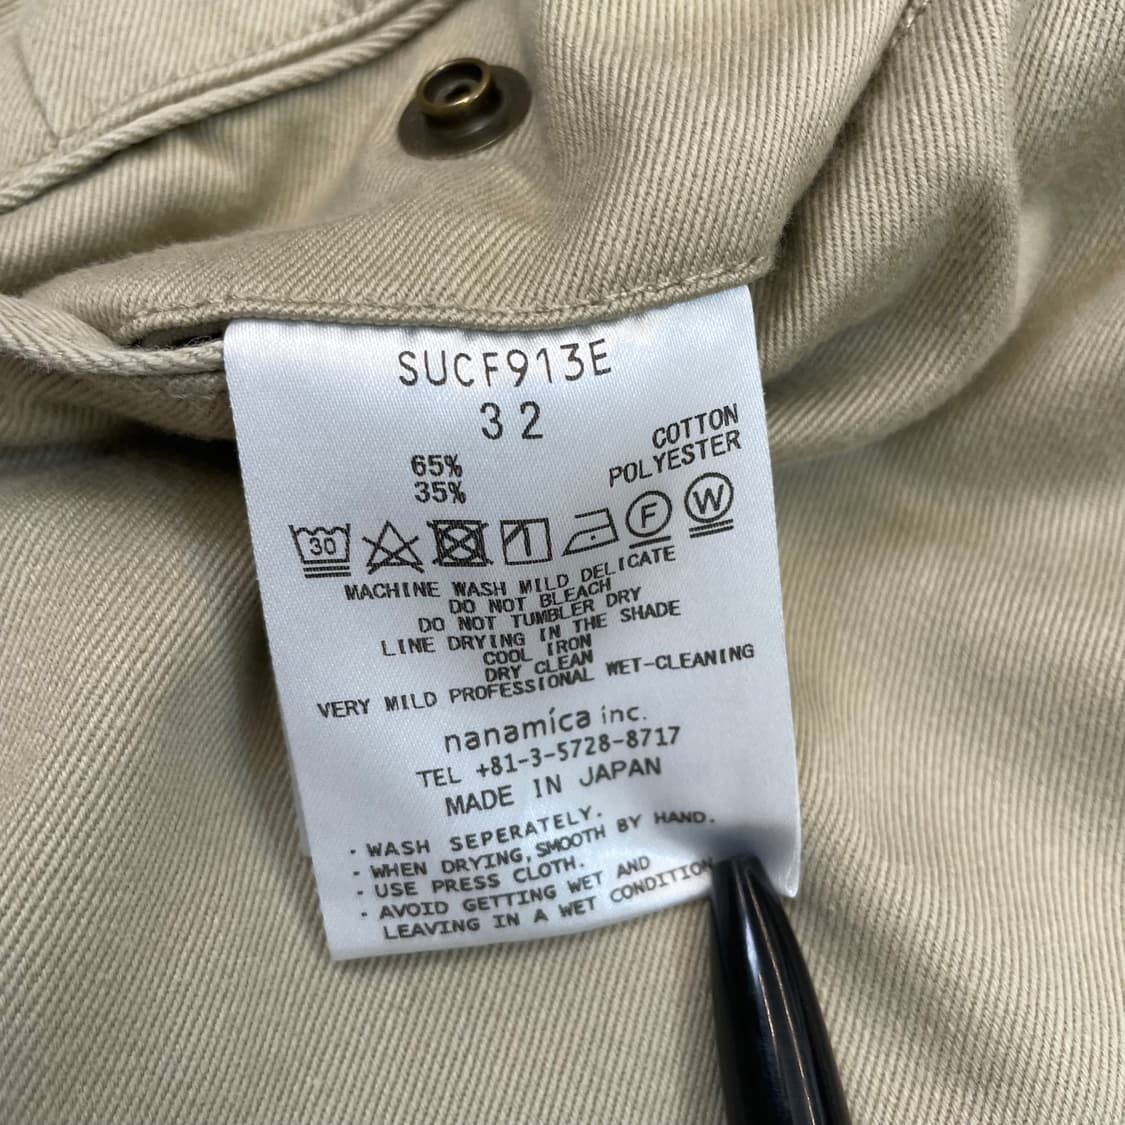 SUCF913E
32
65% COTTON
35% POLYESTER
30 F W
MACHINE WASH MILD DELICATE
DO NOT BLEACH
DO NOT TUMBLER DRY
LINE DRYING IN THE SHADE
COOL IRON
DRY CLEAN
VERY MILD PROFESSIONAL WET-CLEANING
nanamíca inc.
TEL +81-3-5728-8717
MADE IN JAPAN
・WASH SEPERATELY.
・WHEN DRYING, SMOOTH BY HAND.
・USE PRESS CLOTH.
・AVOID GETTING WET AND
LEAVING IN A WET CONDITION